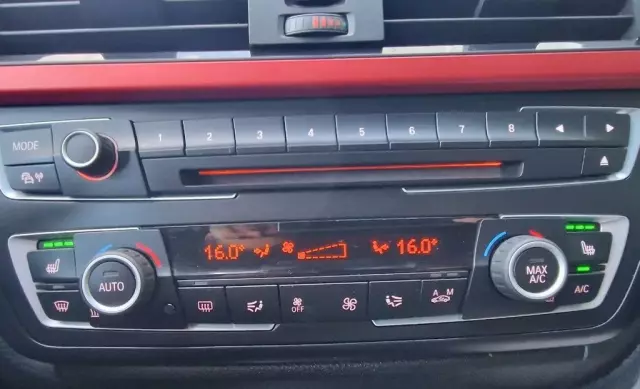 MODE 1 2 3 4 5 6 7 8
16.0° 16.0°
AUTO MAX A/C
OFF A M A/C